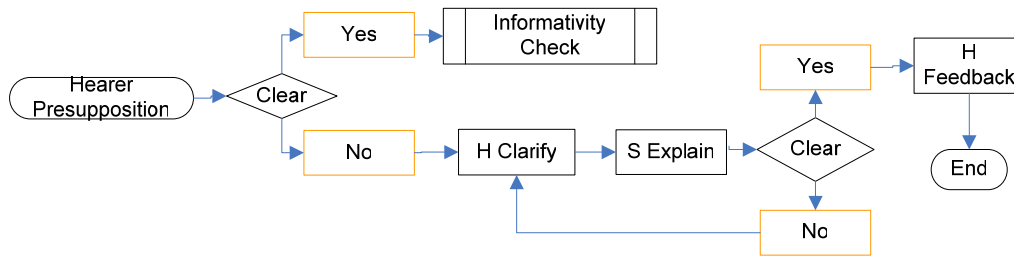 Hearer
Presupposition
Clear
Yes
Informativity
Check
No
H Clarify
S Explain
Clear
Yes
H
Feedback
End
No